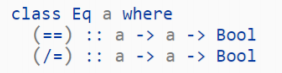 class Eq a where
  (==) :: a -> a -> Bool
  (/=) :: a -> a -> Bool